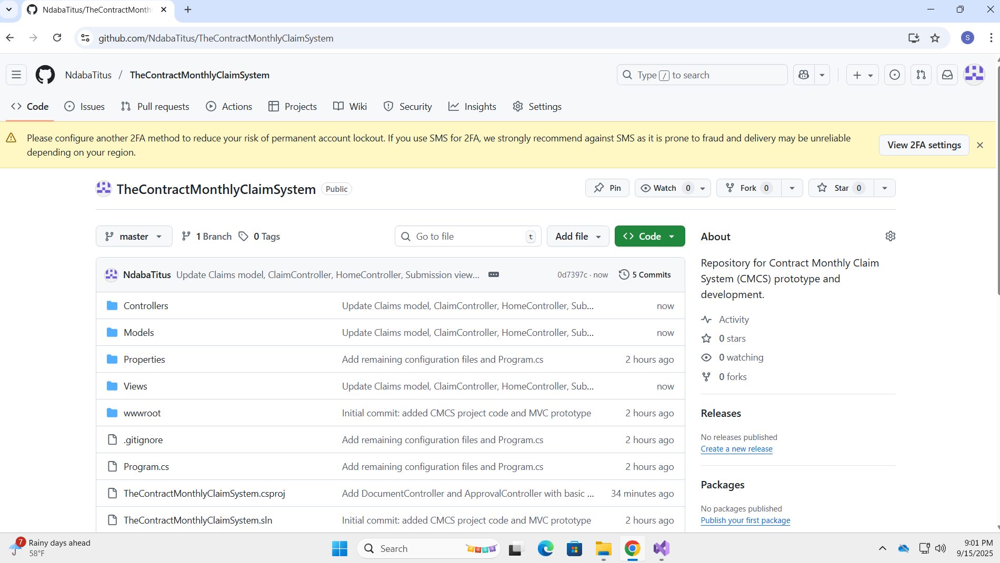 NdabaTitus/TheContractMonthl
github.com/NdabaTitus/TheContractMonthlyClaimSystem
S
NdabaTitus / TheContractMonthlyClaimSystem
Type / to search
Code
Issues
Pull requests
Actions
Projects
Wiki
Security
Insights
Settings
Please configure another 2FA method to reduce your risk of permanent account lockout. If you use SMS for 2FA, we strongly recommend against SMS as it is prone to fraud and delivery may be unreliable
depending on your region.
View 2FA settings
TheContractMonthlyClaimSystem Public
Pin
Watch 0
Fork 0
Star 0
master
1 Branch
0 Tags
Go to file t
Add file
Code
NdabaTitus Update Claims model, ClaimController, HomeController, Submission view... 0d7397c · now 5 Commits
Controllers Update Claims model, ClaimController, HomeController, Sub... now
Models Update Claims model, ClaimController, HomeController, Sub... now
Properties Add remaining configuration files and Program.cs 2 hours ago
Views Update Claims model, ClaimController, HomeController, Sub... now
wwwroot Initial commit: added CMCS project code and MVC prototype 2 hours ago
.gitignore Add remaining configuration files and Program.cs 2 hours ago
Program.cs Add remaining configuration files and Program.cs 2 hours ago
TheContractMonthlyClaimSystem.csproj Add DocumentController and ApprovalController with basic ... 34 minutes ago
TheContractMonthlyClaimSystem.sln Initial commit: added CMCS project code and MVC prototype 2 hours ago
About
Repository for Contract Monthly Claim
System (CMCS) prototype and
development.
Activity
0 stars
0 watching
0 forks
Releases
No releases published
Create a new release
Packages
No packages published
Publish your first package
7
Rainy days ahead
58°F
Search
9:01 PM
9/15/2025